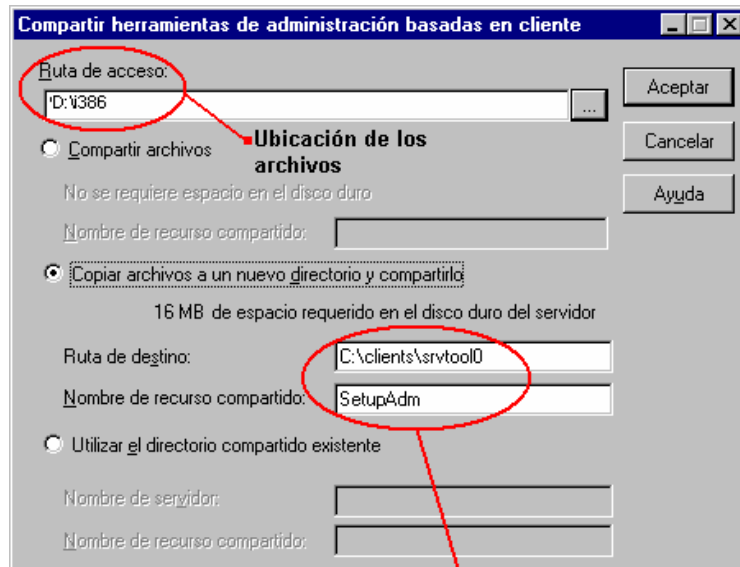 Compartir herramientas de administración basadas en cliente
Ruta de acceso:
'D:\i386
...
Aceptar
Ubicación de los
archivos
Compartir archivos
Cancelar
No se requiere espacio en el disco duro
Ayuda
Nombre de recurso compartido:
Copiar archivos a un nuevo directorio y compartirlo
16 MB de espacio requerido en el disco duro del servidor
Ruta de destino:
C:\clients\srvtool0
Nombre de recurso compartido:
SetupAdm
Utilizar el directorio compartido existente
Nombre de servidor:
Nombre de recurso compartido: